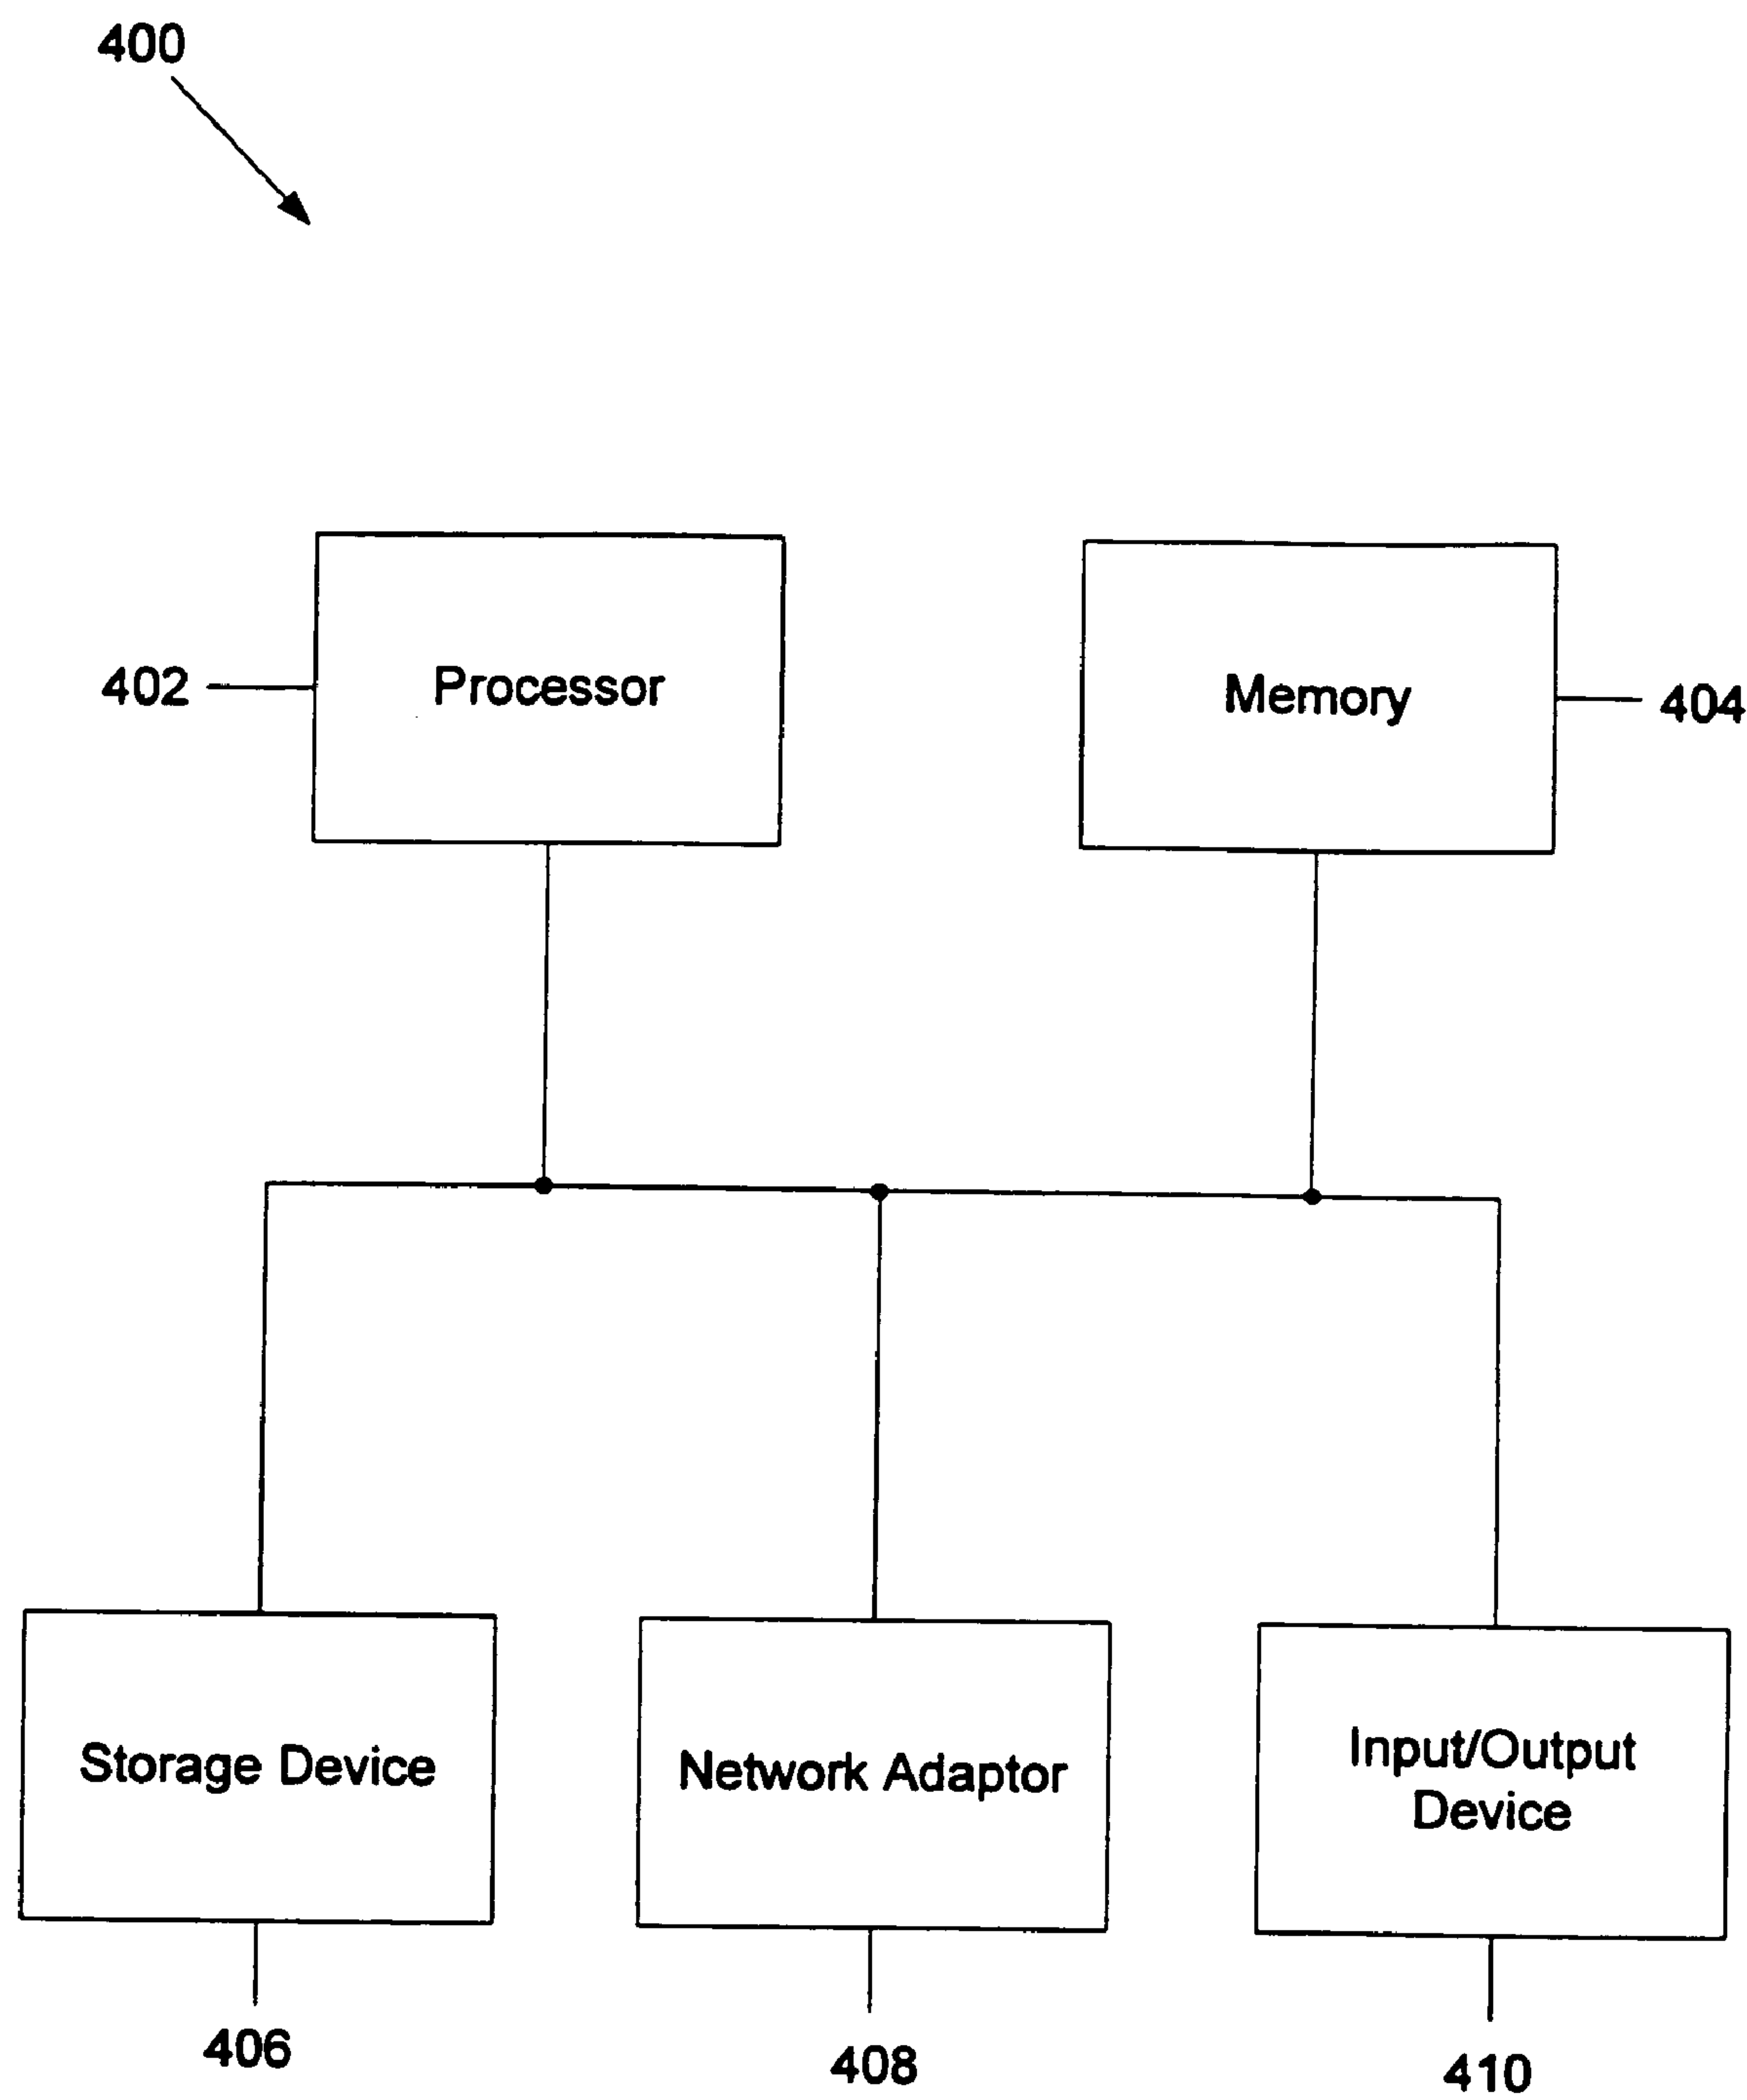 400
402
Processor
Memory
404
Storage Device
Network Adaptor
Input/Output
Device
406
408
410